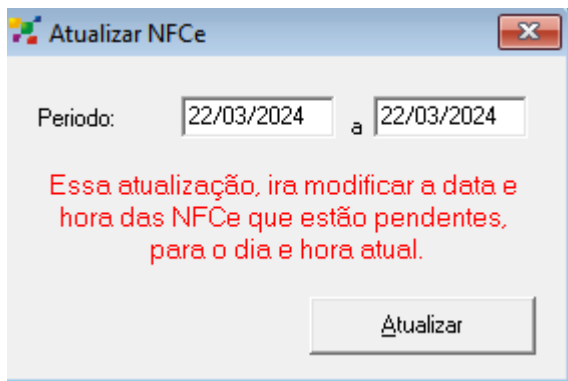 Atualizar NFCe
Periodo: 22/03/2024 a 22/03/2024
Essa atualização, ira modificar a data e
hora das NFCe que estão pendentes,
para o dia e hora atual.
Atualizar